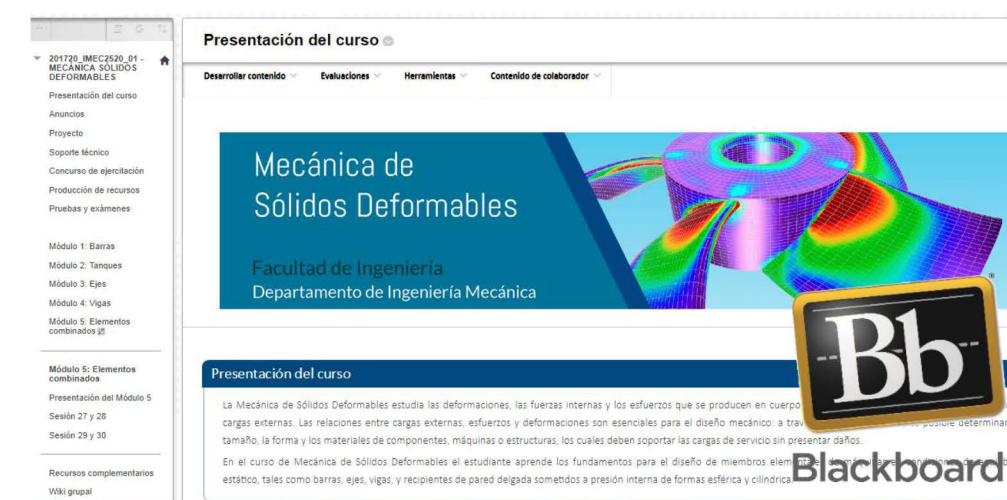 Presentación del curso
201720_IMEC2520_01 -
MECÁNICA SÓLIDOS
DEFORMABLES
Presentación del curso
Anuncios
Proyecto
Soporte técnico
Concurso de ejercitación
Producción de recursos
Pruebas y exámenes
Módulo 1: Barras
Módulo 2: Tanques
Módulo 3: Ejes
Módulo 4: Vigas
Módulo 5: Elementos
combinados
Módulo 5: Elementos
combinados
Presentación del Módulo 5
Sesión 27 y 28
Sesión 29 y 30
Recursos complementarios
Wiki grupal
Desarrollar contenido Evaluaciones Herramientas Contenido de colaborador
Mecánica de
Sólidos Deformables
Facultad de Ingeniería
Departamento de Ingeniería Mecánica
Bb
Blackboard
Presentación del curso
La Mecánica de Sólidos Deformables estudia las deformaciones, las fuerzas internas y los esfuerzos que se producen en cuerpo
cargas externas. Las relaciones entre cargas externas, esfuerzos y deformaciones son esenciales para el diseño mecánico: a posible determinar
tamaño, la forma y los materiales de componentes, máquinas o estructuras, los cuales deben soportar las cargas de servicio sin presentar daños.
En el curso de Mecánica de Sólidos Deformables el estudiante aprende los fundamentos para el diseño de miembros
estático, tales como barras, ejes, vigas, y recipientes de pared delgada sometidos a presión interna de formas esférica y cilíndrica.